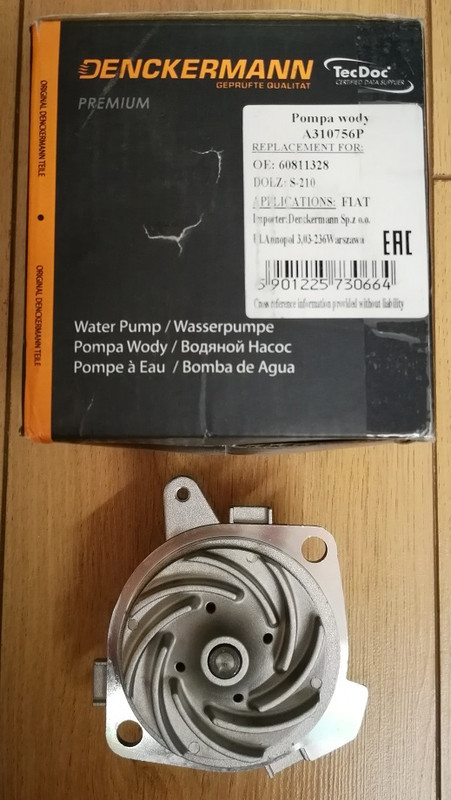 DENCKERMANN
GEPRÜFTE QUALITÄT
PREMIUM
TecDoc
CERTIFIED DATA SUPPLIER
ORIGINAL DENCKERMANN TEILE
ORIGINAL DENCKERMANN TEILE
Pompa wody
A310756P
REPLACEMENT FOR:
OE: 60811328
DOLZ: S-210
APPLICATIONS: FIAT
Importer:Denckermann Sp.z o.o.
Ul.Annopol 3,03-236Warszawa
EAC
5 901225 730664
Cross reference information provided without liability
Water Pump / Wasserpumpe
Pompa Wody / Водяной Насос
Pompe à Eau / Bomba de Agua